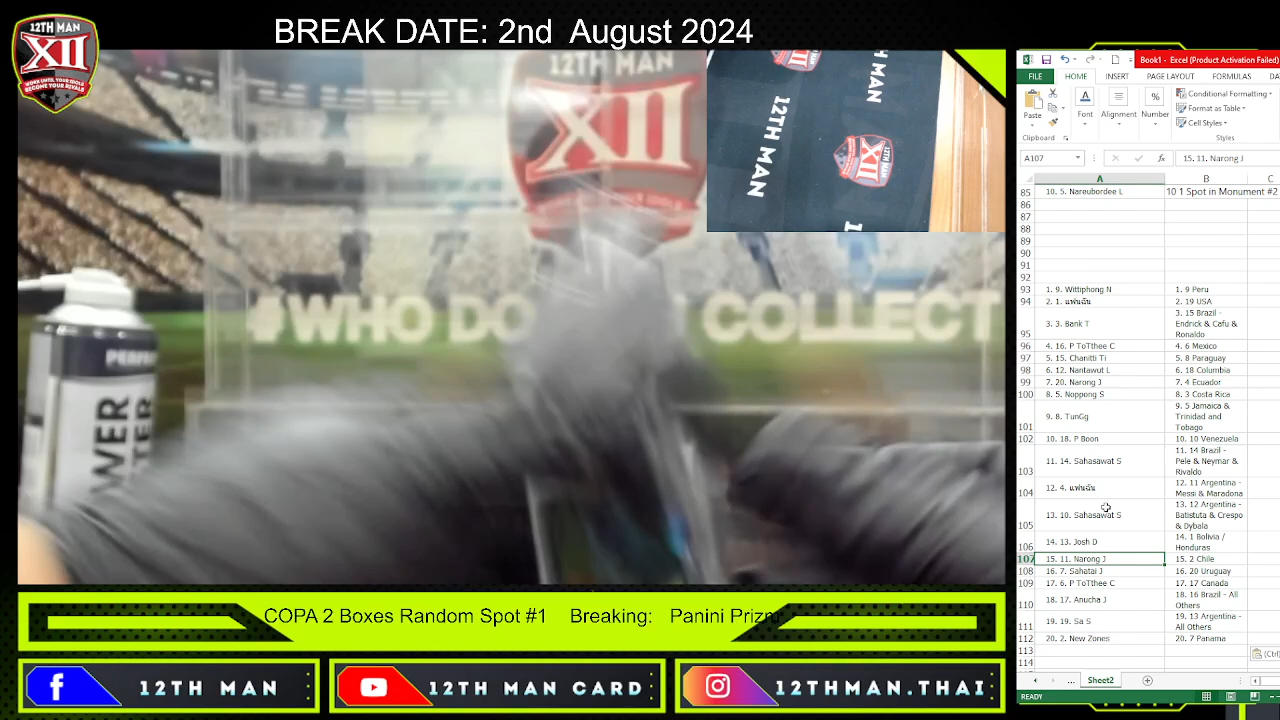 BREAK DATE: 2nd August 2024
12TH MAN
XII
WORK UNTIL YOUR IDOLS
BECOME YOUR RIVALS
12TH MAN
XII
#WHO DO
COLLECT
12TH MAN
MAN
12TH MAN
XII
COPA 2 Boxes Random Spot #1 Breaking: Panini Prizm
12TH MAN
12TH MAN CARD
12THMAN.THAI
Book1 - Excel (Product Activation Failed)
FILE HOME INSERT PAGE LAYOUT FORMULAS DA
Paste
Font
Alignment
Number
Conditional Formatting
Format as Table
Cell Styles
Clipboard
Styles
A107
15. 11. Narong J
A B C
85 10. 5. Nareubordee L 10 1 Spot in Monument #2
86
87
88
89
90
91
92
93 1. 9. Wittiphong N 1. 9 Peru
94 2. 1. แฟนฉัน 2. 19 USA
95 3. 3. Bank T 3. 15 Brazil -
Endrick & Cafu &
Ronaldo
96 4. 16. P ToTthee C 4. 6 Mexico
97 5. 15. Chanitti Ti 5. 8 Paraguay
98 6. 12. Nantawut L 6. 18 Columbia
99 7. 20. Narong J 7. 4 Ecuador
100 8. 5. Noppong S 8. 3 Costa Rica
101 9. 8. TunGg 9. 5 Jamaica &
Trinidad and
Tobago
102 10. 18. P Boon 10. 10 Venezuela
103 11. 14. Sahasawat S 11. 14 Brazil -
Pele & Neymar &
Rivaldo
104 12. 4. แฟนฉัน 12. 11 Argentina -
Messi & Maradona
105 13. 10. Sahasawat S 13. 12 Argentina -
Batistuta & Crespo
& Dybala
106 14. 13. Josh D 14. 1 Bolivia /
Honduras
107 15. 11. Narong J 15. 2 Chile
108 16. 7. Sahatai J 16. 20 Uruguay
109 17. 6. P ToTthee C 17. 17 Canada
110 18. 17. Anucha J 18. 16 Brazil - All
Others
111 19. 19. Sa S 19. 13 Argentina -
All Others
112 20. 2. New Zones 20. 7 Panama
113
114
(Ctrl
... Sheet2
READY